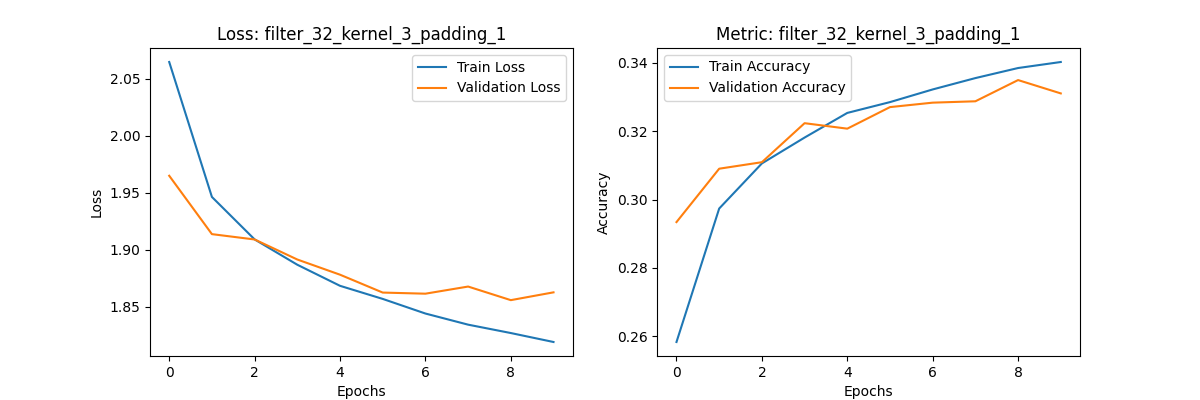 Loss: filter_32_kernel_3_padding_1
Train Loss
Validation Loss
2.05
2.00
1.95
1.90
1.85
Loss
0 2 4 6 8
Epochs
Metric: filter_32_kernel_3_padding_1
Train Accuracy
Validation Accuracy
0.34
0.32
0.30
0.28
0.26
Accuracy
0 2 4 6 8
Epochs